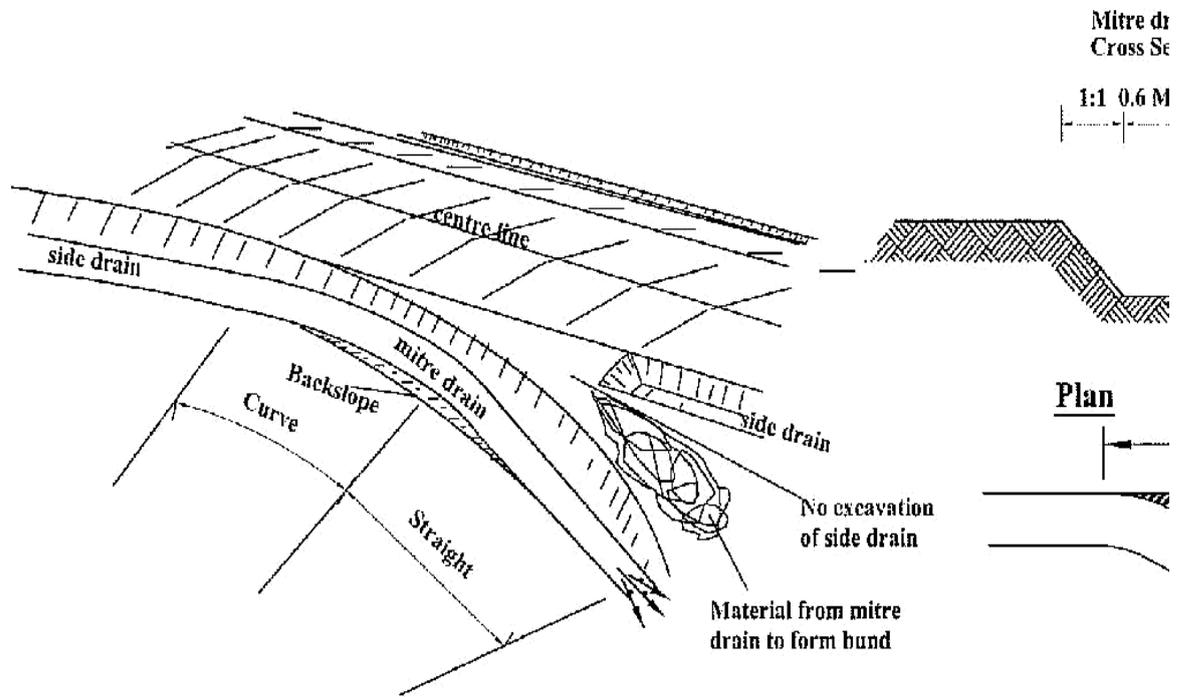 Mitre dr
Cross Se
1:1 0.6 M
centre line
side drain
mitre drain
Backslope
Curve
side drain
Plan
No excavation
of side drain
Straight
Material from mitre
drain to form bund